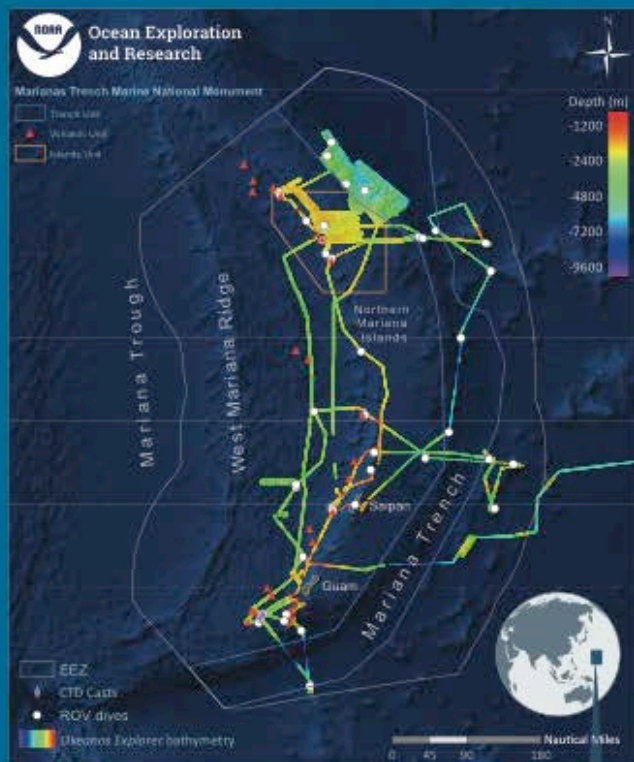 NOAA
Ocean Exploration
and Research
N
Marianas Trench Marine National Monument
Trench Unit
Volcanic Unit
Islands Unit
Depth (m)
-1200
-2400
-4800
-7200
-9600
Mariana Trough
West Mariana Ridge
Northern
Mariana
Islands
Saipan
Mariana Trench
Guam
EEZ
CTD Casts
ROV dives
Okeanos Explorer bathymetry
Nautical Miles
0 45 90 180